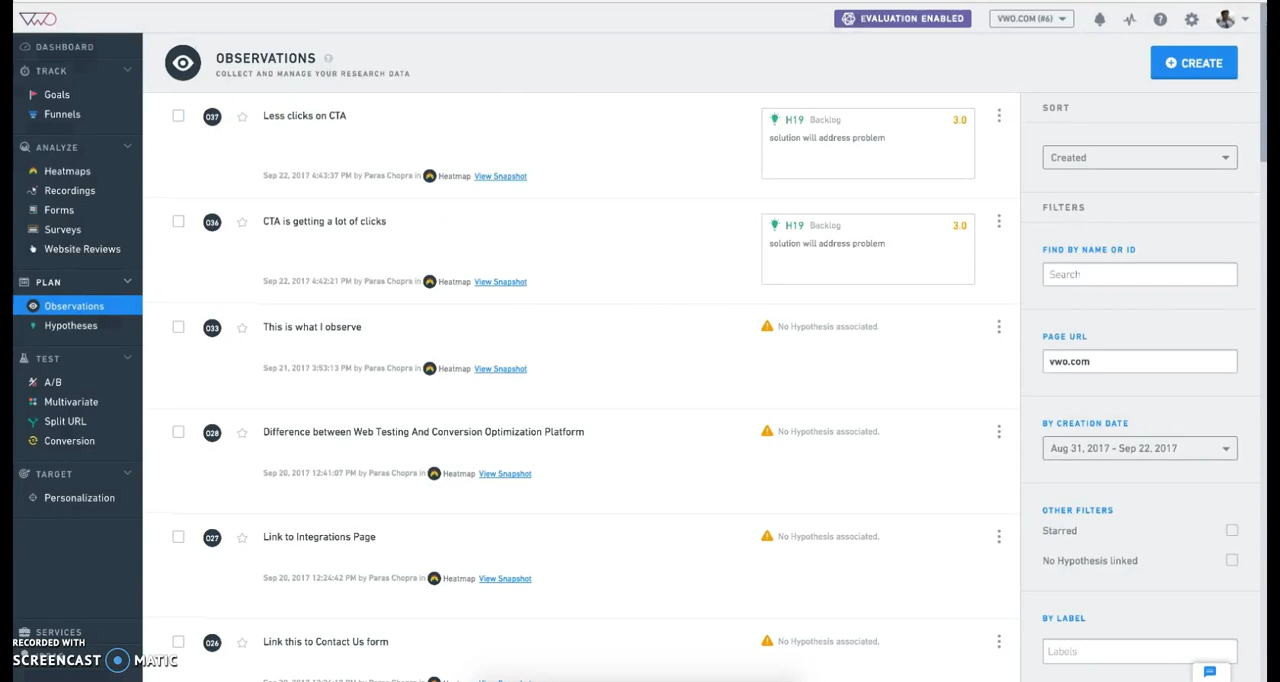 VWO
EVALUATION ENABLED
VWO.COM (#6)
DASHBOARD
TRACK
Goals
Funnels
ANALYZE
Heatmaps
Recordings
Forms
Surveys
Website Reviews
PLAN
Observations
Hypotheses
TEST
A/B
Multivariate
Split URL
Conversion
TARGET
Personalization
SERVICES
RECORDED WITH
SCREENCAST MATIC
OBSERVATIONS
COLLECT AND MANAGE YOUR RESEARCH DATA
CREATE
037 Less clicks on CTA
Sep 22, 2017 4:43:37 PM by Paras Chopra in Heatmap View Snapshot
H19 Backlog 3.0
solution will address problem
036 CTA is getting a lot of clicks
Sep 22, 2017 4:42:21 PM by Paras Chopra in Heatmap View Snapshot
H19 Backlog 3.0
solution will address problem
033 This is what I observe
No Hypothesis associated.
Sep 21, 2017 3:53:13 PM by Paras Chopra in Heatmap View Snapshot
028 Difference between Web Testing And Conversion Optimization Platform
No Hypothesis associated.
Sep 20, 2017 12:41:07 PM by Paras Chopra in Heatmap View Snapshot
027 Link to Integrations Page
No Hypothesis associated.
Sep 20, 2017 12:24:42 PM by Paras Chopra in Heatmap View Snapshot
026 Link this to Contact Us form
No Hypothesis associated.
SORT
Created
FILTERS
FIND BY NAME OR ID
Search
PAGE URL
vwo.com
BY CREATION DATE
Aug 31, 2017 - Sep 22, 2017
OTHER FILTERS
Starred
No Hypothesis linked
BY LABEL
Labels